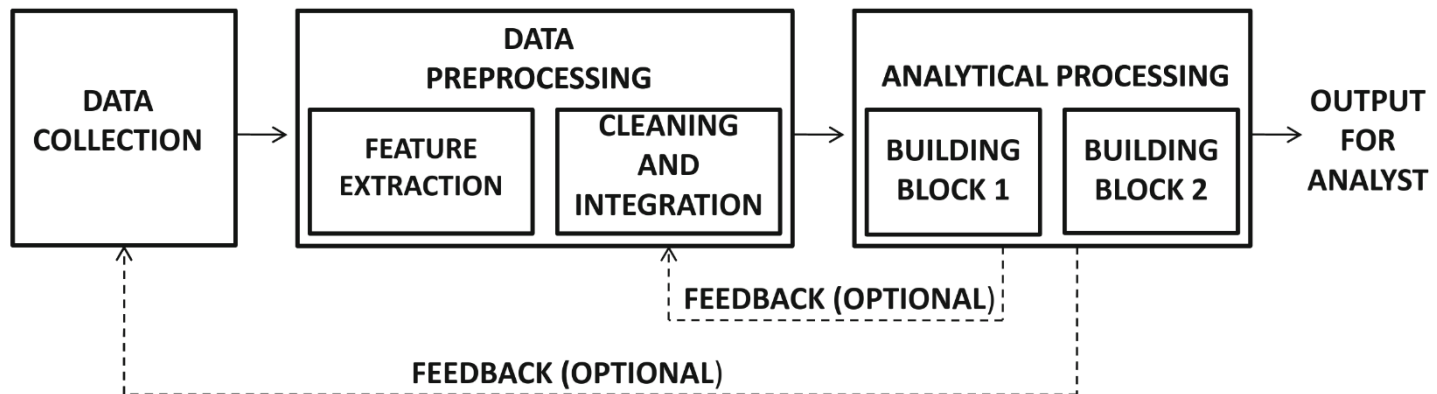 DATA
COLLECTION
DATA
PREPROCESSING
FEATURE
EXTRACTION
CLEANING
AND
INTEGRATION
ANALYTICAL PROCESSING
BUILDING
BLOCK 1
BUILDING
BLOCK 2
OUTPUT
FOR
ANALYST
FEEDBACK (OPTIONAL)
FEEDBACK (OPTIONAL)